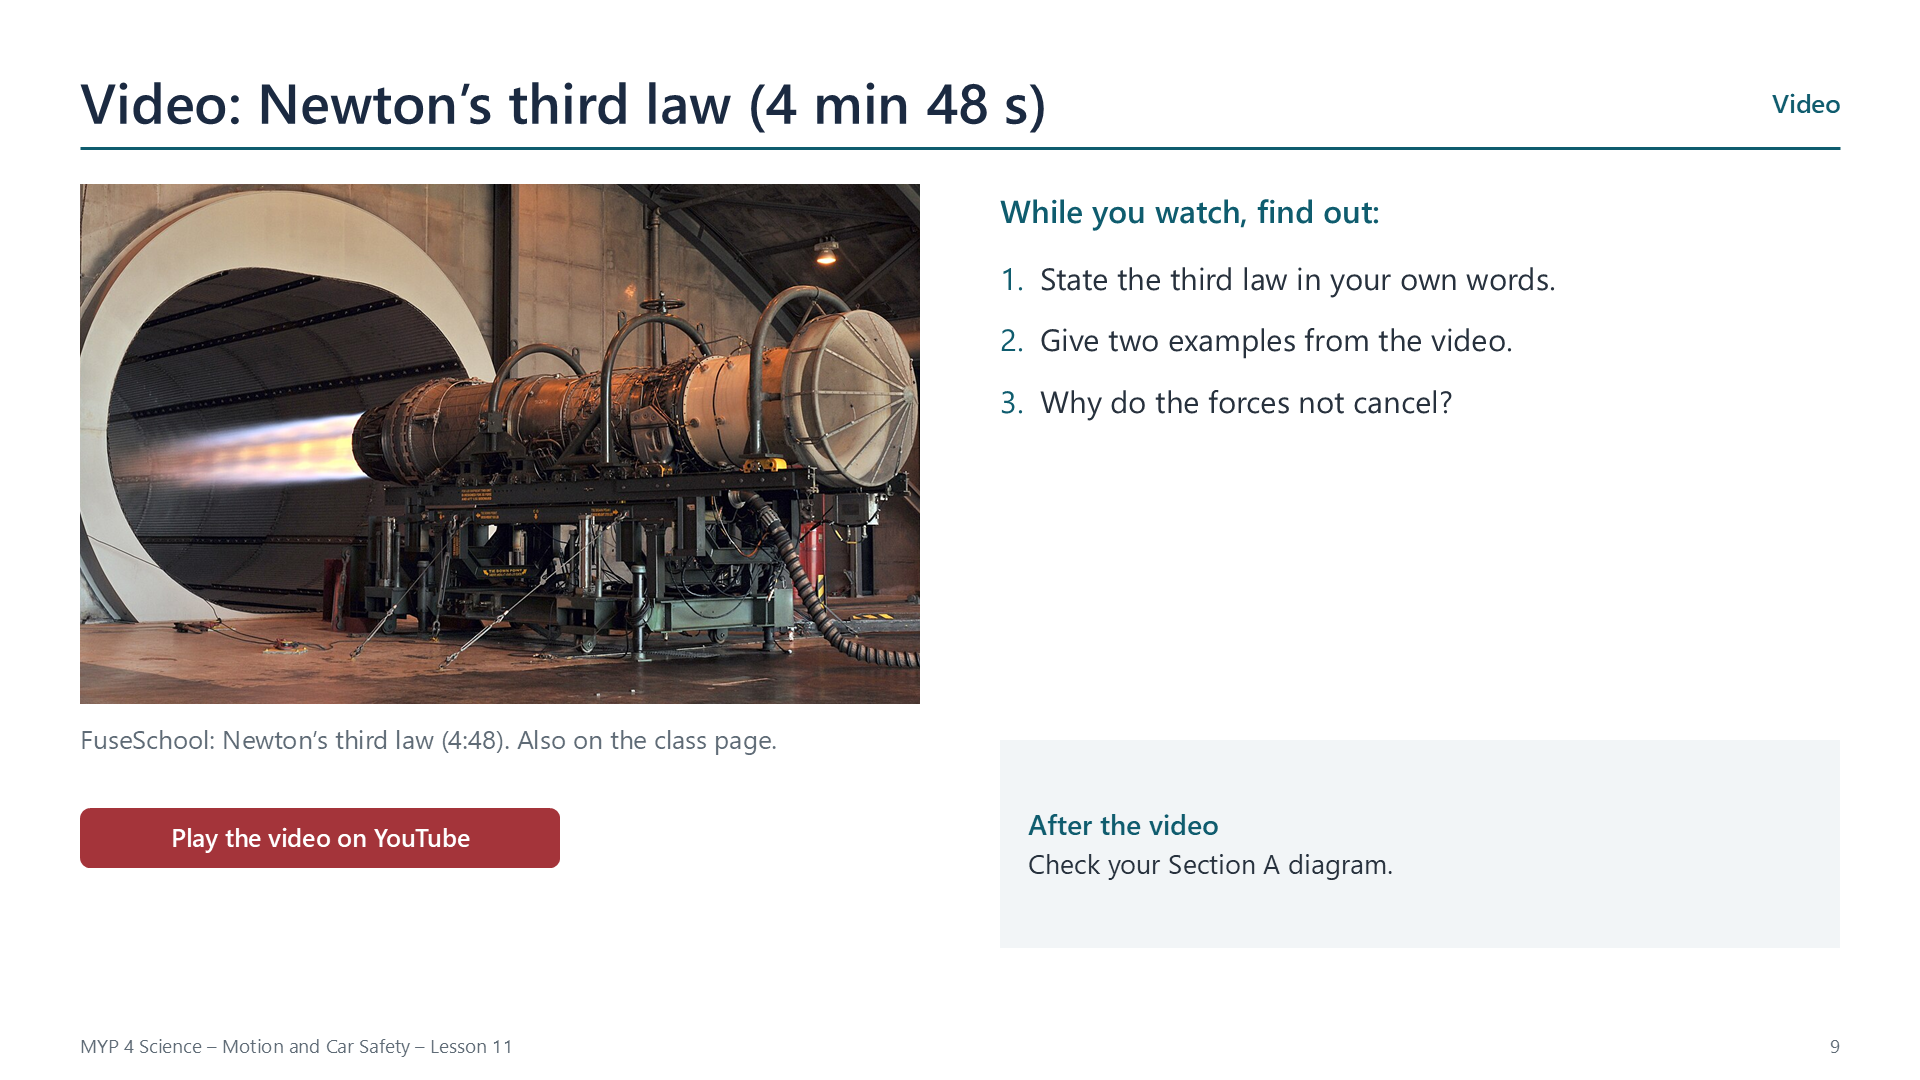 Video: Newton’s third law (4 min 48 s)
Video
While you watch, find out:
1. State the third law in your own words.
2. Give two examples from the video.
3. Why do the forces not cancel?
FuseSchool: Newton’s third law (4:48). Also on the class page.
Play the video on YouTube
After the video
Check your Section A diagram.
MYP 4 Science – Motion and Car Safety – Lesson 11
9